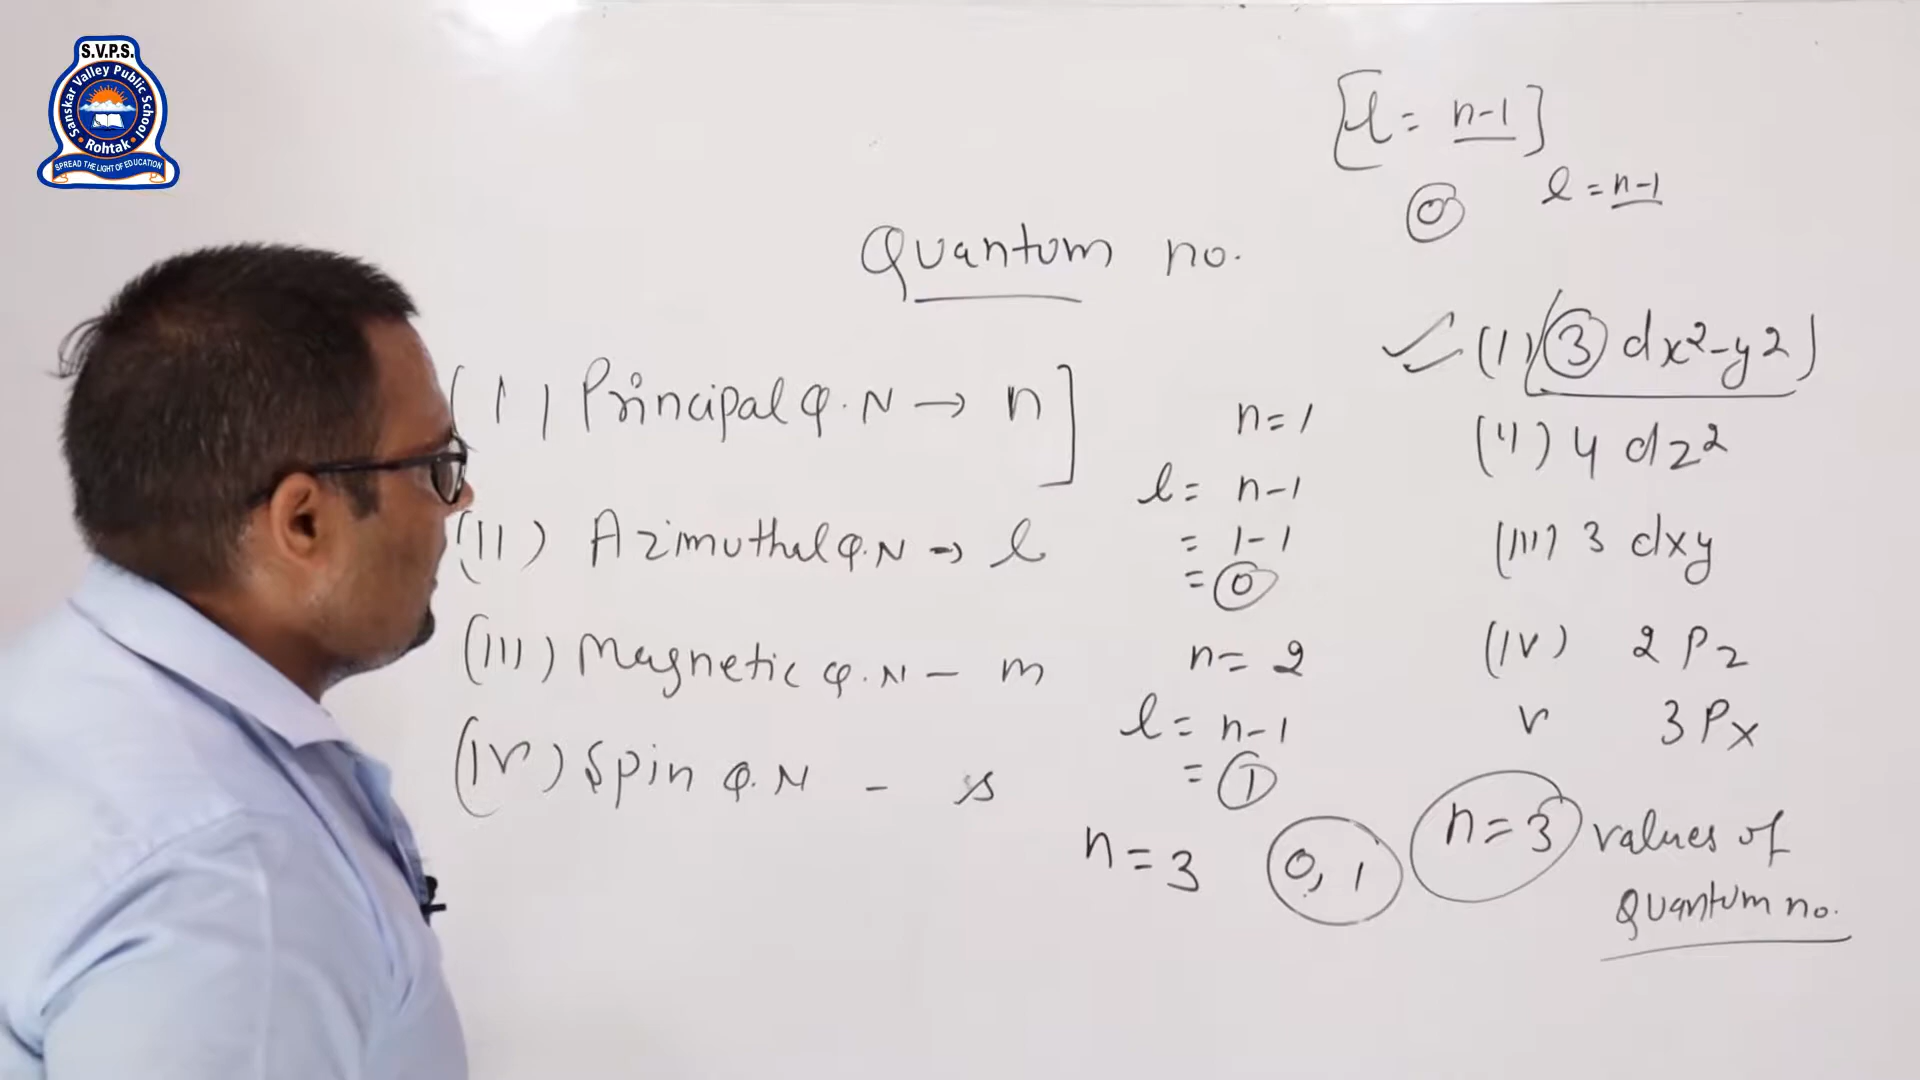 S.V.P.S.
Sanskar Valley Public School
Rohtak
SPREAD THE LIGHT OF EDUCATION
[l = n-1]
0 l = n-1
Quantum no.
(I) Principal Q.N → n]
(II) Azimuthal Q.N → l
(III) Magnetic Q.N – m
(IV) Spin Q.N – s
n=1
l= n-1
= 1-1
= 0
n= 2
l= n-1
= 1
n=3 0, 1
(I) (3 dx2-y2)
(II) 4 dz2
(III) 3 dxy
(IV) 2 Pz
V 3 Px
n=3 values of
Quantum no.